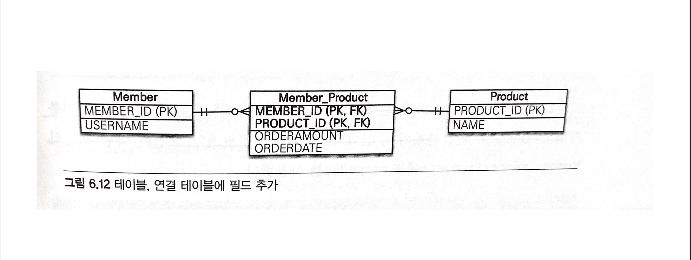 Member
MEMBER_ID (PK)
USERNAME
Member_Product
MEMBER_ID (PK, FK)
PRODUCT_ID (PK, FK)
ORDERAMOUNT
ORDERDATE
Product
PRODUCT_ID (PK)
NAME
그림 6.12 테이블, 연결 테이블에 필드 추가